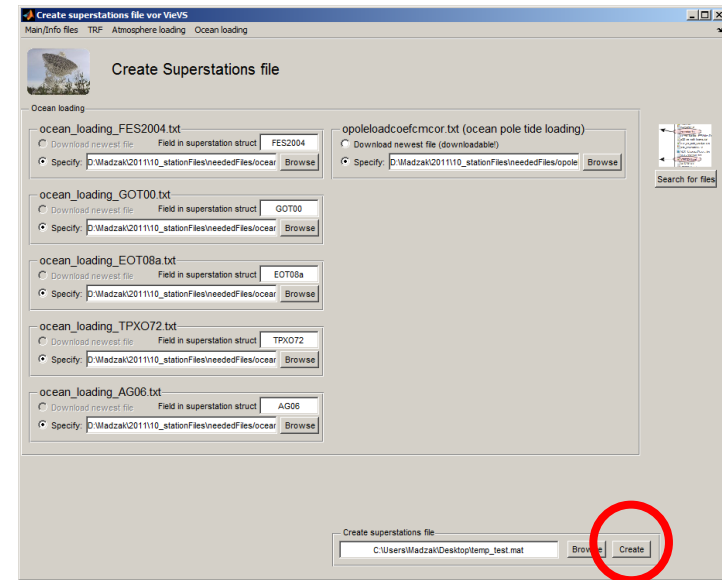 Create superstations file vor VieVS
Main/Info files TRF Atmosphere loading Ocean loading
Create Superstations file
Ocean loading
ocean_loading_FES2004.txt
Download newest file Field in superstation struct FES2004
Specify: D:\Madzak\2011\10_stationFiles\neededFiles/ocear Browse
opoleloadcoefcmcor.txt (ocean pole tide loading)
Download newest file (downloadable!)
Specify: D:\Madzak\2011\10_stationFiles\neededFiles/opole Browse
Search for files
ocean_loading_GOT00.txt
Download newest file Field in superstation struct GOT00
Specify: D:\Madzak\2011\10_stationFiles\neededFiles/ocear Browse
ocean_loading_EOT08a.txt
Download newest file Field in superstation struct EOT08a
Specify: D:\Madzak\2011\10_stationFiles\neededFiles/ocear Browse
ocean_loading_TPXO72.txt
Download newest file Field in superstation struct TPXO72
Specify: D:\Madzak\2011\10_stationFiles\neededFiles/ocear Browse
ocean_loading_AG06.txt
Download newest file Field in superstation struct AG06
Specify: D:\Madzak\2011\10_stationFiles\neededFiles/ocear Browse
Create superstations file
C:\Users\Madzak\Desktop\temp_test.mat Browse Create